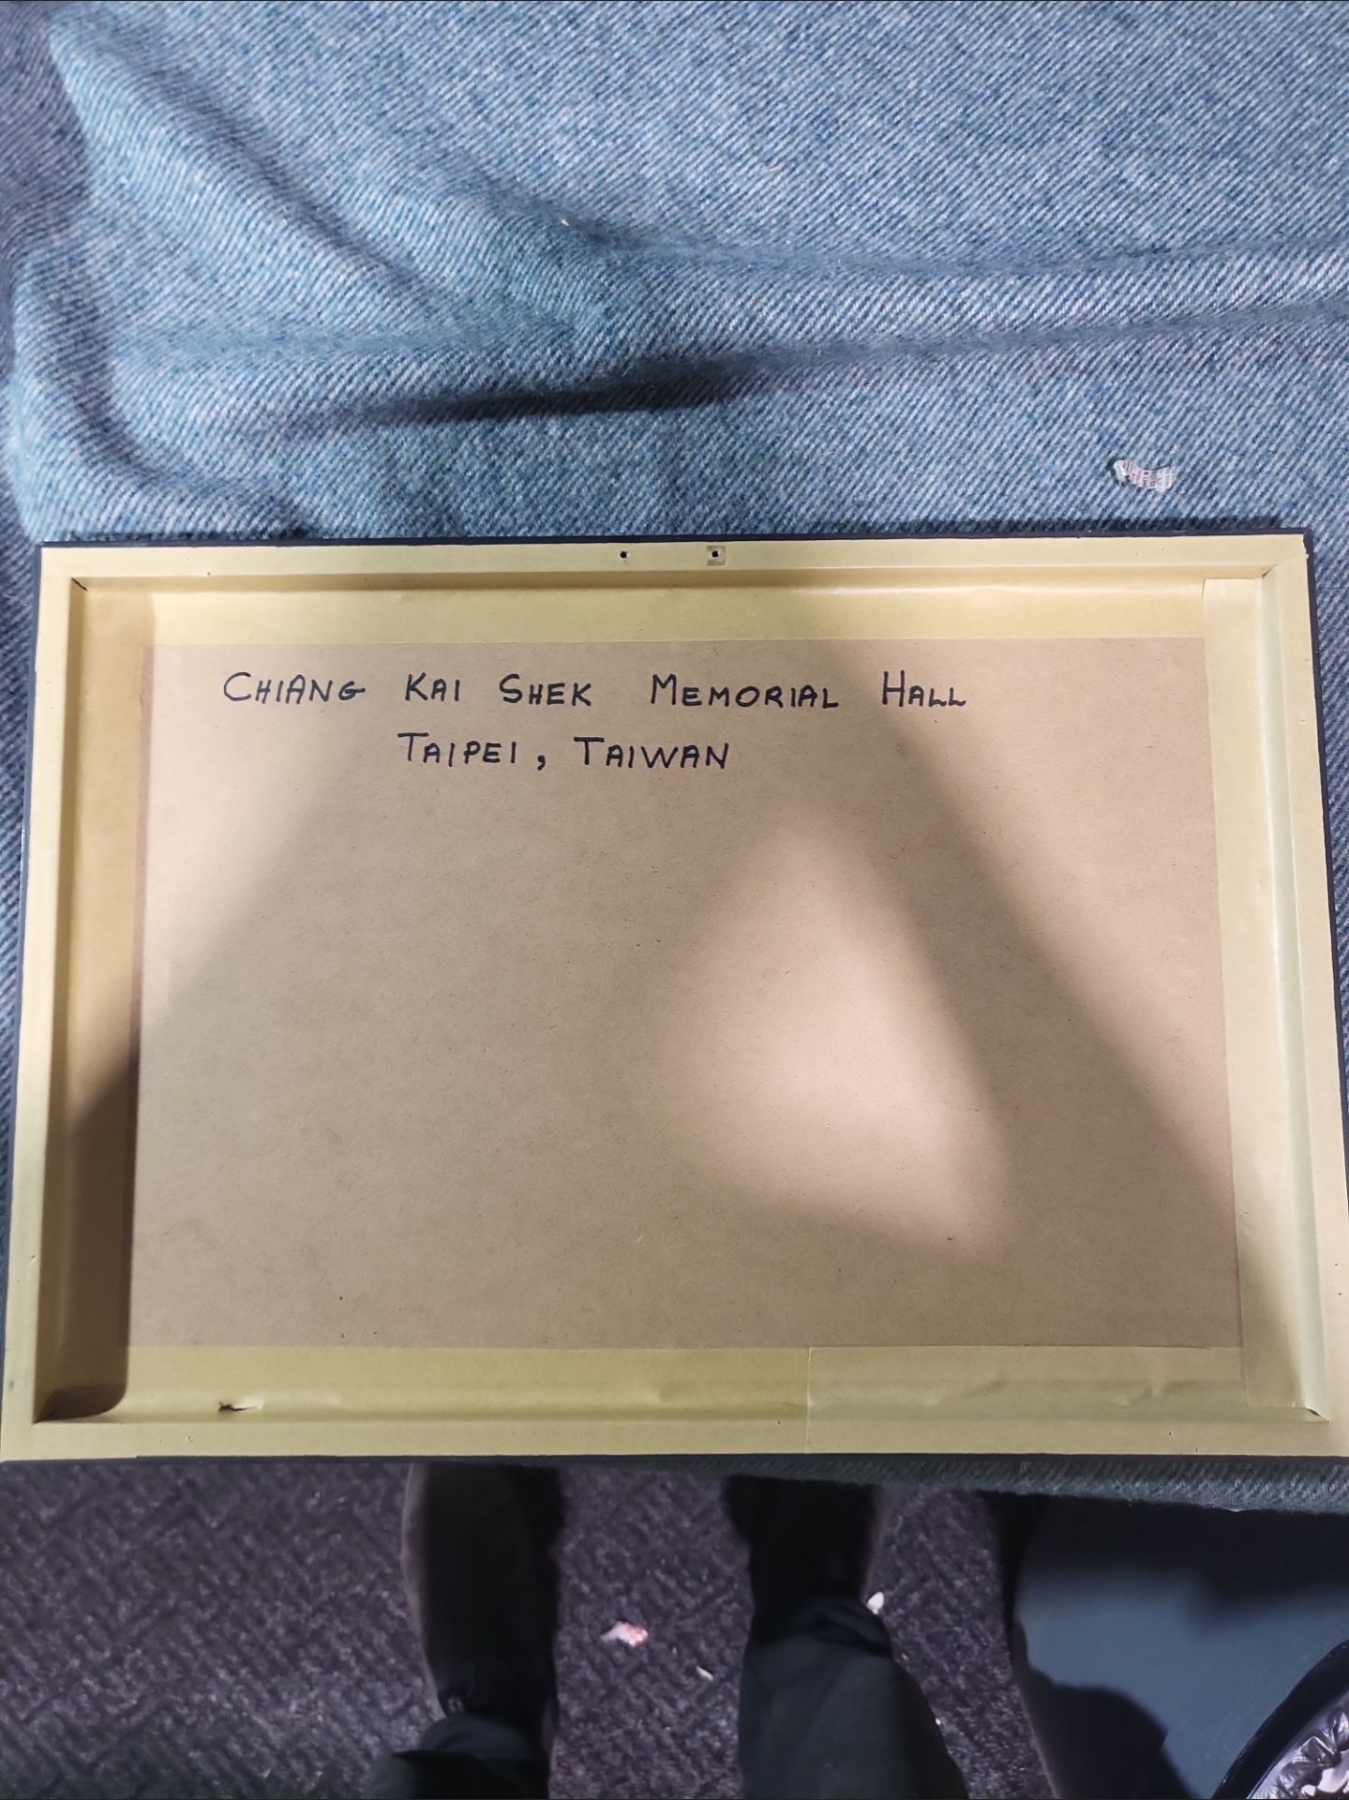 CHIANG KAI SHEK MEMORIAL HALL
TAIPEI, TAIWAN